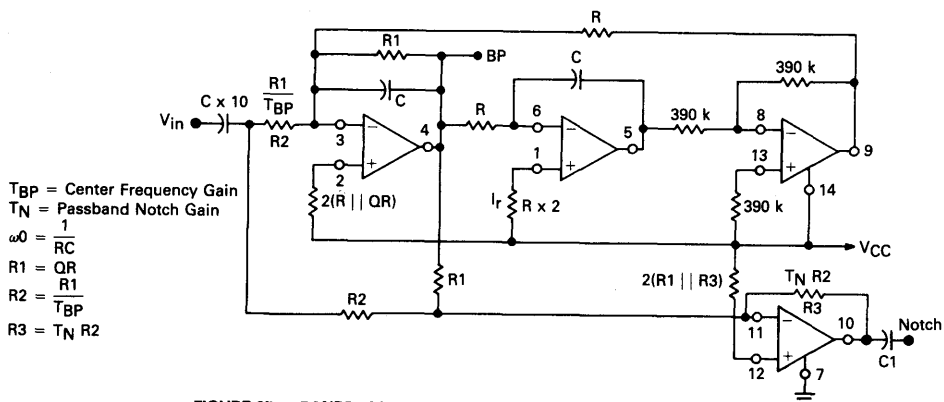 R
R1
BP
C × 10
R1
TBP
C
C
390 k
Vin
R2
3
−
4
R
6
−
5
390 k
8
−
9
2
+
1
+
13
+
14
2(R || QR)
Ir
R × 2
390 k
VCC
TBP = Center Frequency Gain
TN = Passband Notch Gain
ω0 = 1
RC
R1 = QR
R2 = R1
TBP
R3 = TN R2
R1
2(R1 || R3)
TN R2
R3
R2
11
−
10
Notch
12
+
7
C1